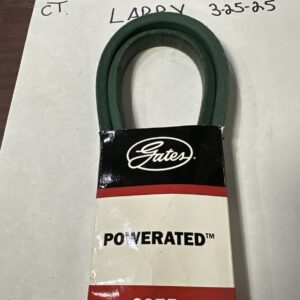 CT. LARRY 3-25-25
Gates
POWERATED™